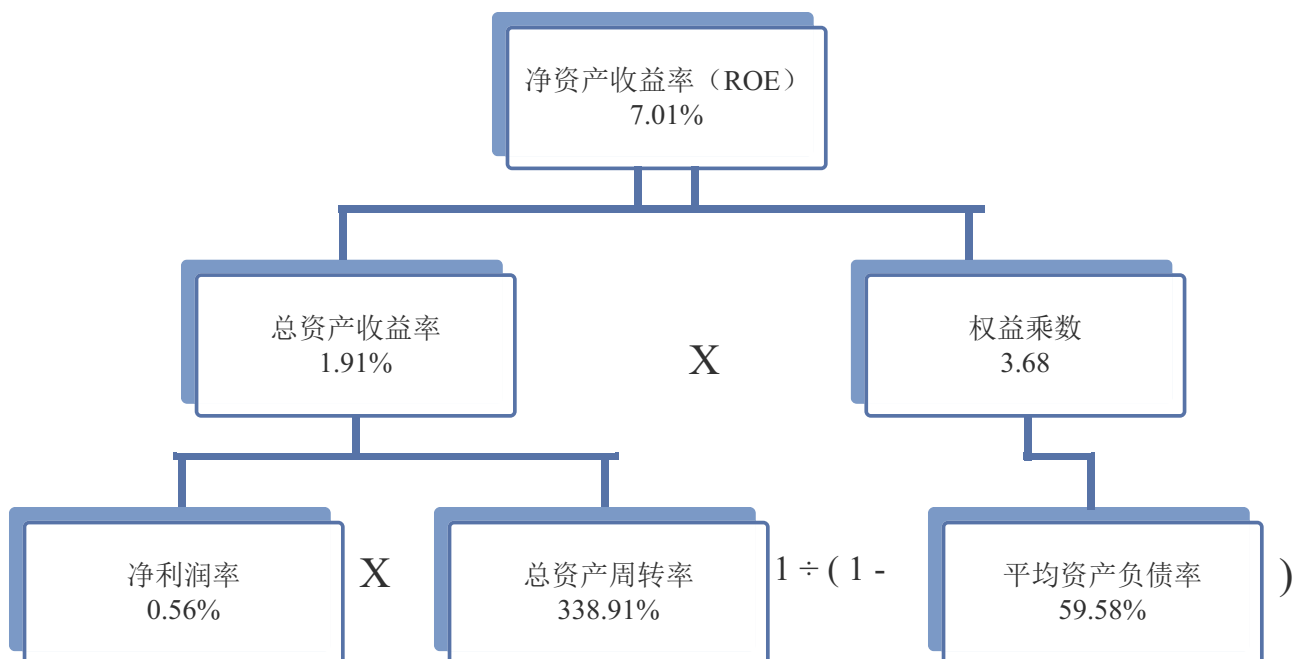 净资产收益率（ROE）
7.01%
总资产收益率
1.91%
X
权益乘数
3.68
净利润率
0.56%
X
总资产周转率
338.91%
1 ÷ ( 1 -
平均资产负债率
59.58%
)